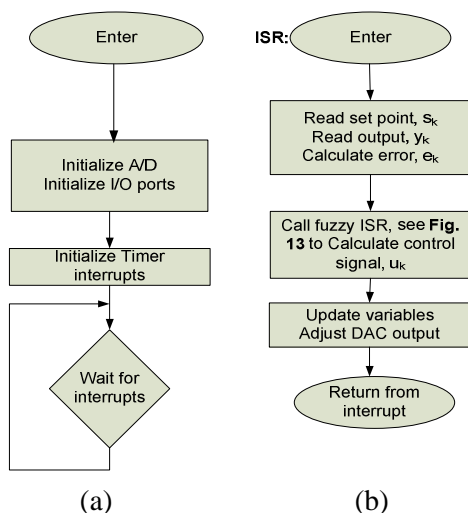 Enter
Initialize A/D
Initialize I/O ports
Initialize Timer
interrupts
Wait for
interrupts
(a)
ISR:
Enter
Read set point, sₖ
Read output, yₖ
Calculate error, eₖ
Call fuzzy ISR, see Fig.
13 to Calculate control
signal, uₖ
Update variables
Adjust DAC output
Return from
interrupt
(b)